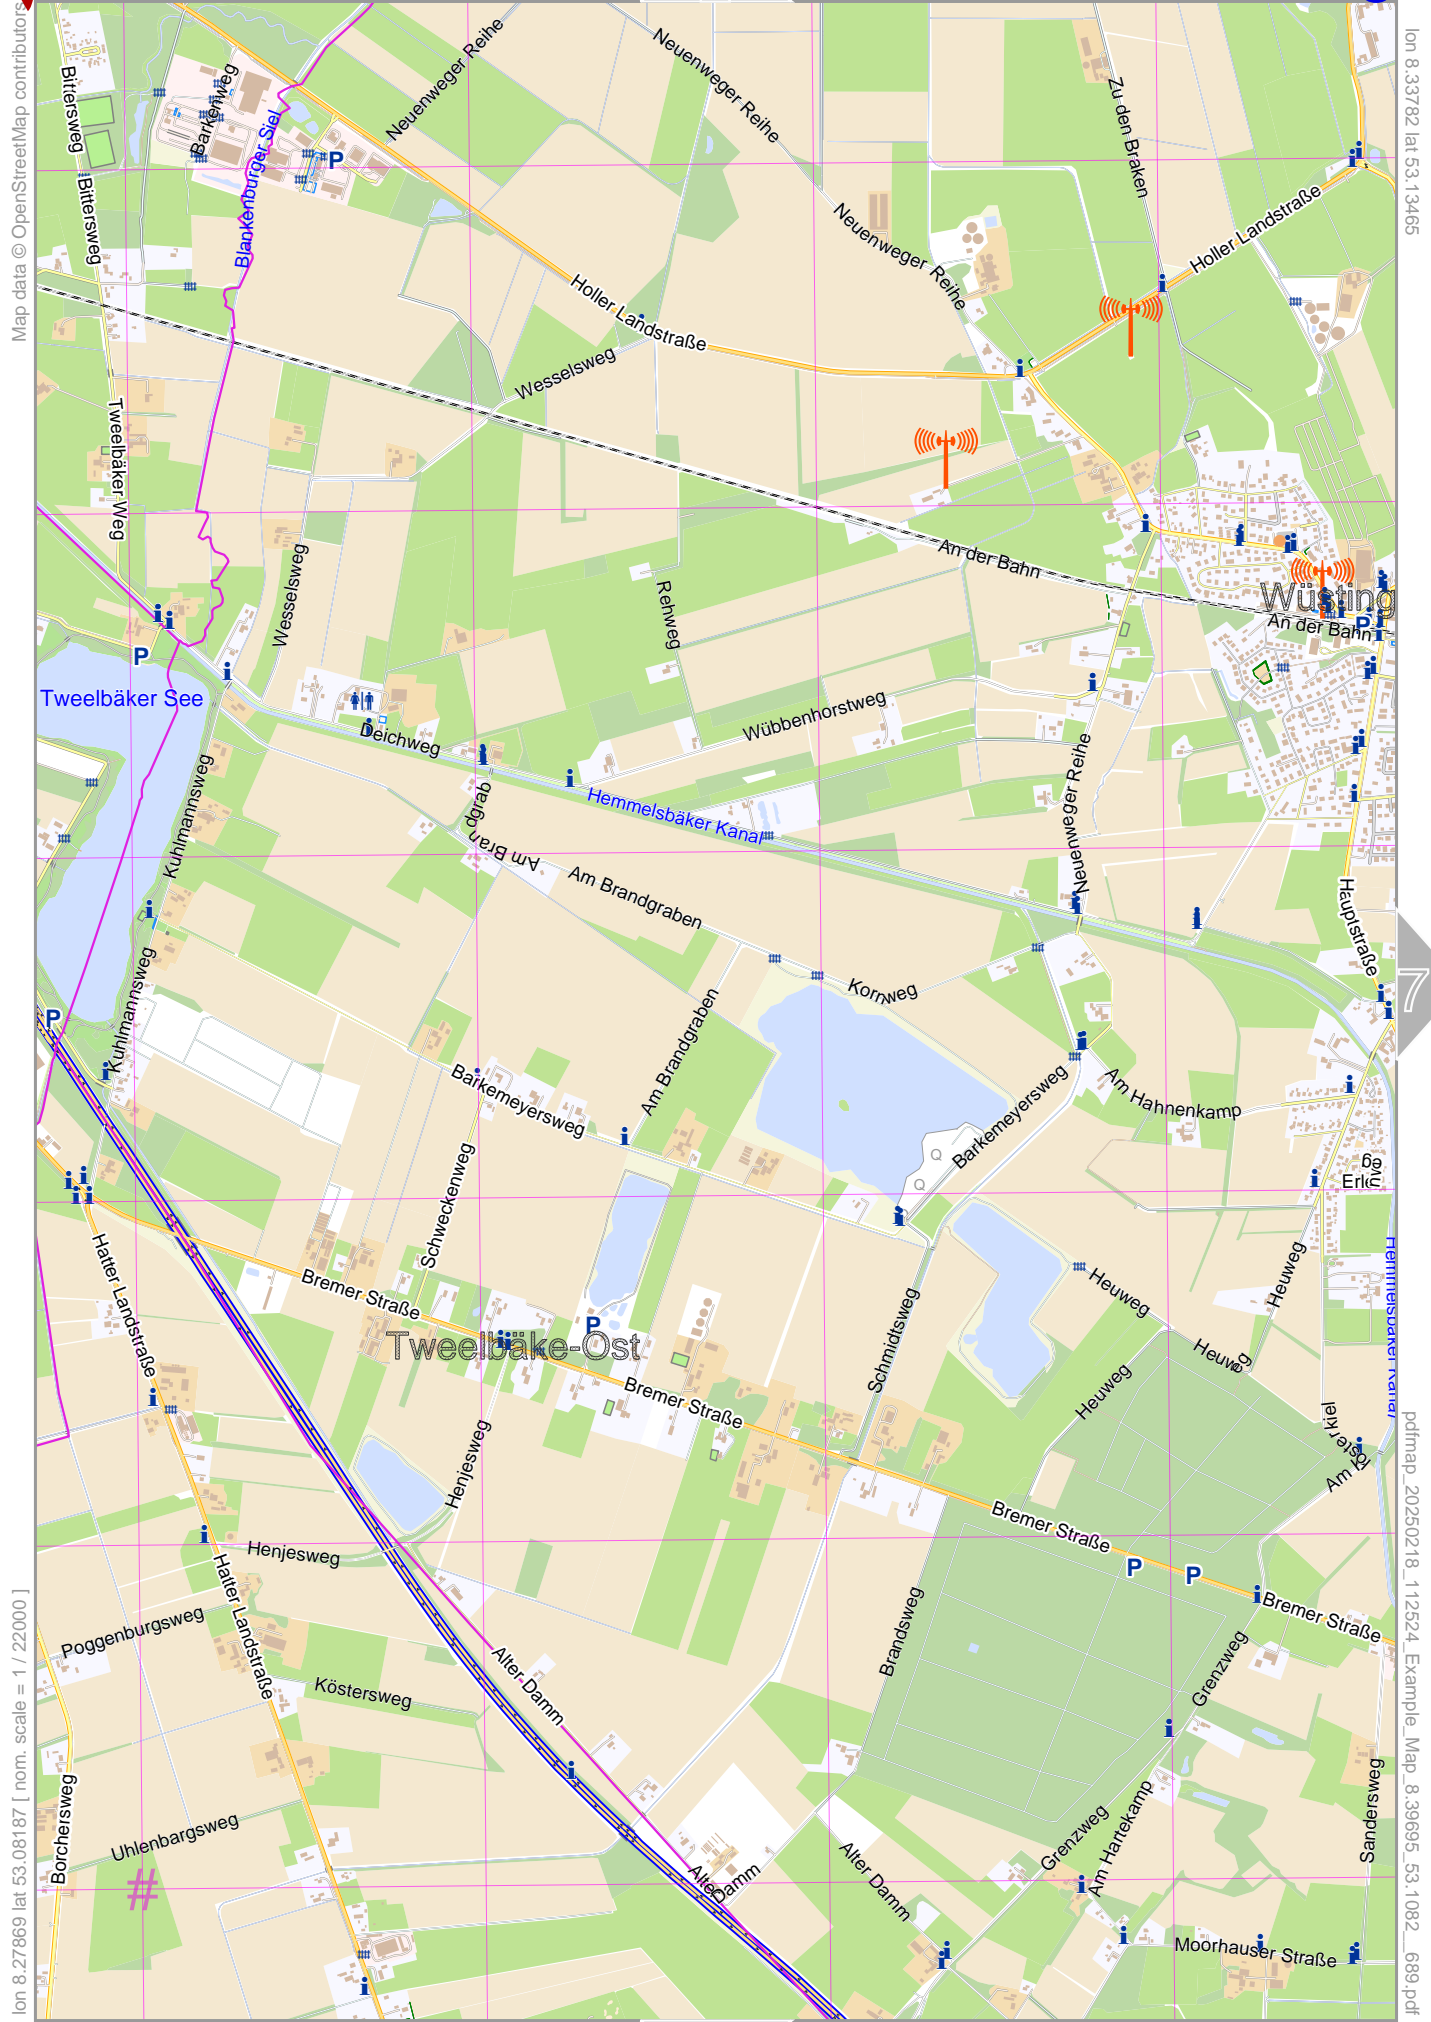 Map data © OpenStreetMap contributors
lon 8.33782 lat 53.13465
Bittersweg
Barkenweg
Neuenweger Reihe
Neuenweger Reihe
Zu den Braken
P
Blankenburger Siel
Bittersweg
Holler Landstraße
Neuenweger Reihe
Holler Landstraße
Wesselsweg
Tweelbäker Weg
An der Bahn
Wesselsweg
Rehweg
Wüsting
An der Bahn
P
P
Tweelbäker See
Deichweg
Wübbenhorstweg
Neuenweger Reihe
Kuhlmannsweg
Hemmelsbäker Kanal
Am Brandgrab
Am Brandgraben
Hauptstraße
7
Kuhlmannsweg
Kornweg
P
Am Brandgraben
Barkemeyersweg
Barkemeyersweg
Am Hahnenkamp
Q
Q
Schweckenweg
Hatter Landstraße
Bremer Straße
Heuweg
Heuweg
Hemmelsbäker Kanal
P
Tweelbäke-Ost
Schmidtsweg
Heuweg
Heuweg
Bremer Straße
Henjesweg
Am Klosterkiel
Bremer Straße
P
P
Henjesweg
Hatter Landstraße
Poggenburgsweg
Bremer Straße
Brandsweg
Grenzweg
Alter Damm
Köstersweg
Borchersweg
Uhlenbargsweg
Sandersweg
Am Hartekamp
Grenzweg
Alter Damm
Alter Damm
#
Moorhauser Straße
lon 8.27869 lat 53.08187 [ nom. scale = 1 / 22000 ]
pdfmap_20250218_112524_Example_Map_8.39695_53.1082__689.pdf